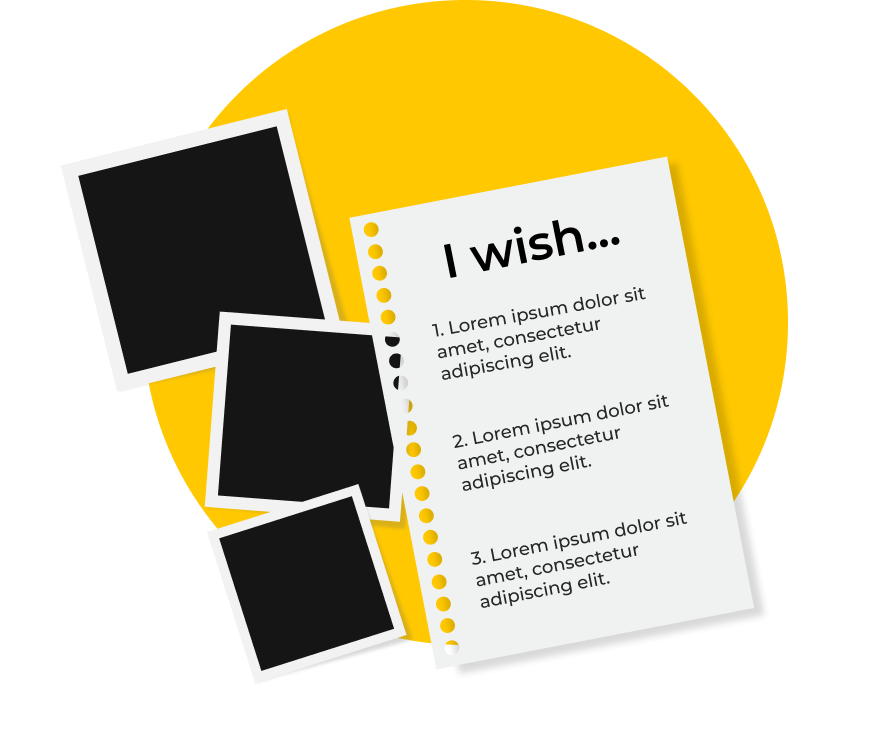 I wish...
1. Lorem ipsum dolor sit
amet, consectetur
adipiscing elit.
2. Lorem ipsum dolor sit
amet, consectetur
adipiscing elit.
3. Lorem ipsum dolor sit
amet, consectetur
adipiscing elit.